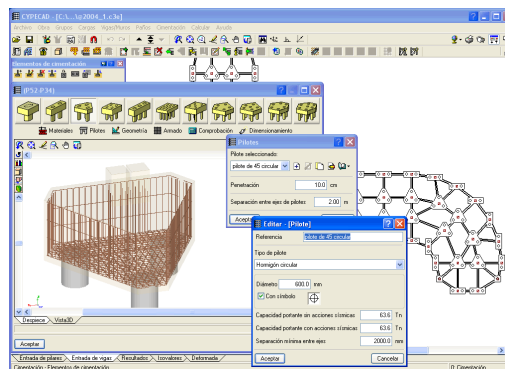 CYPECAD - [C:\...\p2004_1.c3e]
Archivo Obra Grupos Cargas Vigas/Muros Paños Cimentación Calcular Ayuda
Elementos de cimentación
(P52-P34)
Materiales Pilotes Geometría Armado Comprobación Dimensionamiento
Pilotes
Pilote seleccionado:
pilote de 45 circular
Penetración 10.0 cm
Separación entre ejes de pilotes 2.00 m
Aceptar
Editar - [Pilote]
Referencia pilote de 45 circular
Tipo de pilote
Hormigón circular
Diámetro 600.0 mm
Con símbolo
Capacidad portante sin acciones sísmicas 63.6 Tn
Capacidad portante con acciones sísmicas 63.6 Tn
Separación mínima entre ejes 2000.0 mm
Aceptar Cancelar
Despiece Vista3D
Aceptar
Entrada de pilares Entrada de vigas Resultados Isovalores Deformada
Cimentación - Elementos de cimentación 0: Cimentación